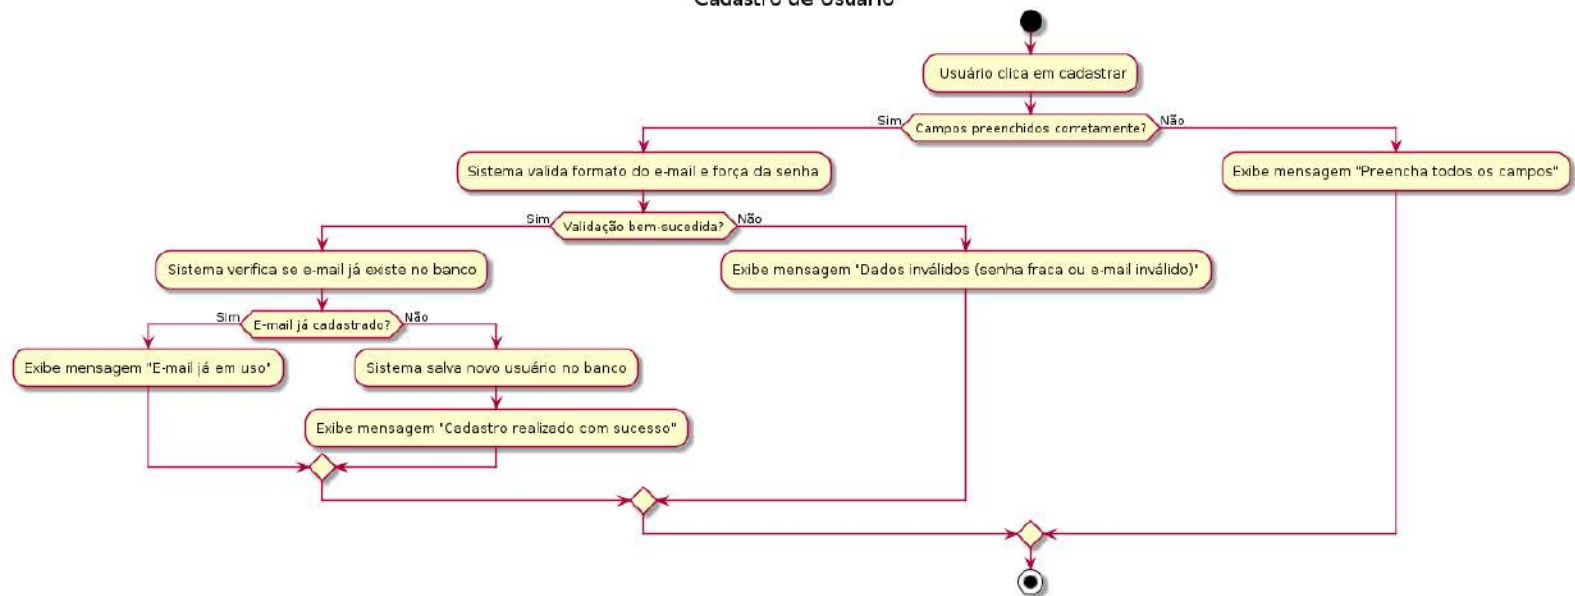 Cadastro de Usuário
Usuário clica em cadastrar
Sim
Campos preenchidos corretamente?
Não
Sistema valida formato do e-mail e força da senha
Exibe mensagem "Preencha todos os campos"
Sim
Validação bem-sucedida?
Não
Sistema verifica se e-mail já existe no banco
Exibe mensagem "Dados inválidos (senha fraca ou e-mail inválido)"
Sim
E-mail já cadastrado?
Não
Exibe mensagem "E-mail já em uso"
Sistema salva novo usuário no banco
Exibe mensagem "Cadastro realizado com sucesso"